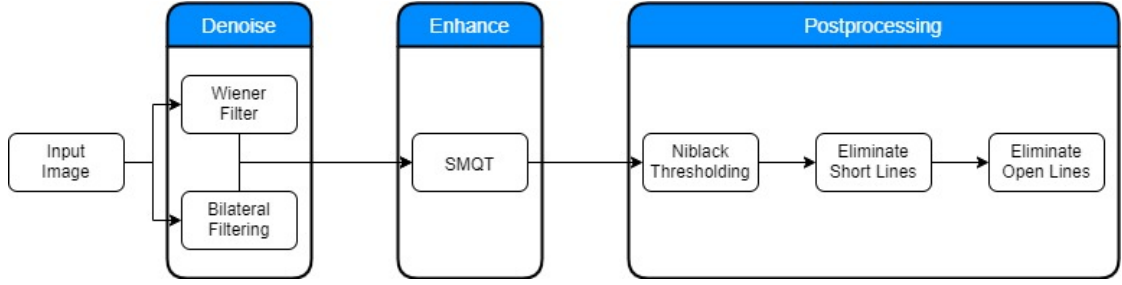 Denoise
Enhance
Postprocessing
Input
Image
Wiener
Filter
Bilateral
Filtering
SMQT
Niblack
Thresholding
Eliminate
Short Lines
Eliminate
Open Lines